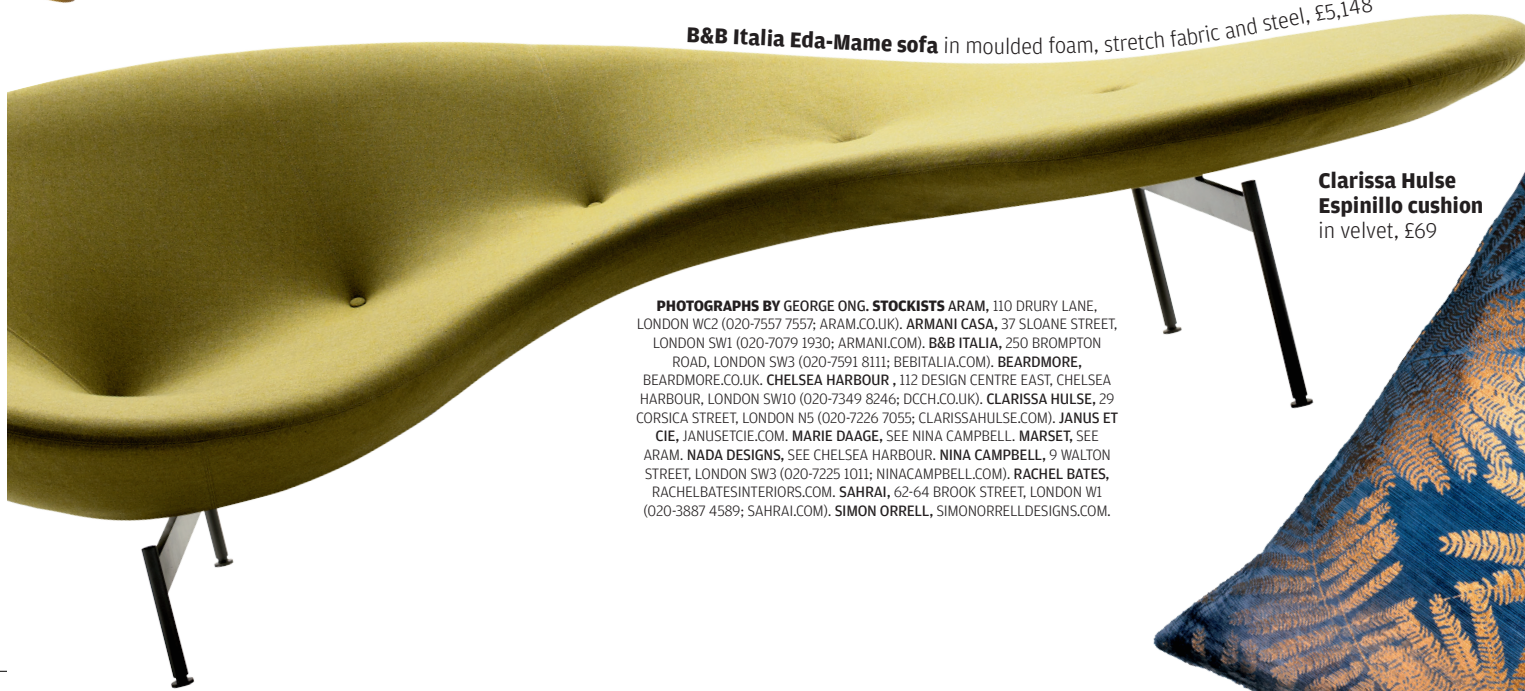 B&B Italia Eda-Mame sofa in moulded foam, stretch fabric and steel, £5,148
Clarissa Hulse
Espinillo cushion
in velvet, £69
PHOTOGRAPHS BY GEORGE ONG. STOCKISTS ARAM, 110 DRURY LANE,
LONDON WC2 (020-7557 7557; ARAM.CO.UK). ARMANI CASA, 37 SLOANE STREET,
LONDON SW1 (020-7079 1930; ARMANI.COM). B&B ITALIA, 250 BROMPTON
ROAD, LONDON SW3 (020-7591 8111; BEBITALIA.COM). BEARDMORE,
BEARDMORE.CO.UK. CHELSEA HARBOUR , 112 DESIGN CENTRE EAST, CHELSEA
HARBOUR, LONDON SW10 (020-7349 8246; DCCH.CO.UK). CLARISSA HULSE, 29
CORSICA STREET, LONDON N5 (020-7226 7055; CLARISSAHULSE.COM). JANUS ET
CIE, JANUSETCIE.COM. MARIE DAAGE, SEE NINA CAMPBELL. MARSET, SEE
ARAM. NADA DESIGNS, SEE CHELSEA HARBOUR. NINA CAMPBELL, 9 WALTON
STREET, LONDON SW3 (020-7225 1011; NINACAMPBELL.COM). RACHEL BATES,
RACHELBATESINTERIORS.COM. SAHRAI, 62-64 BROOK STREET, LONDON W1
(020-3887 4589; SAHRAI.COM). SIMON ORRELL, SIMONORRELLDESIGNS.COM.